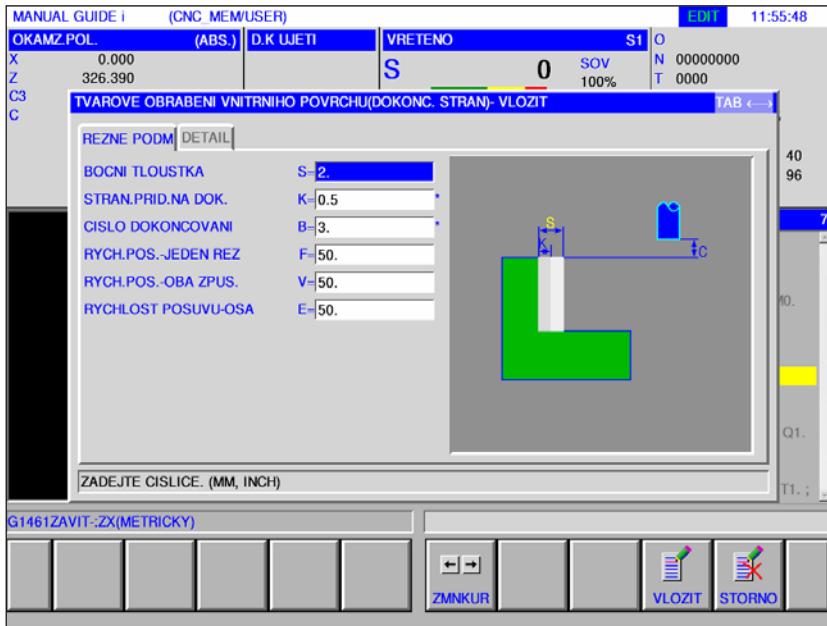 MANUAL GUIDE i (CNC_MEM/USER) EDIT 11:55:48
OKAMZ.POL. (ABS.) D.K UJETI VRETENO S1 O
X 0.000 S 0 SOV N 00000000
Z 326.390 100% T 0000
C3
C
TVAROVE OBRABENI VNITRNIHO POVRCHU(DOKONC. STRAN)- VLOZIT TAB ←→
REZNE PODM DETAIL
40
96
BOCNI TLOUSTKA S=2.
STRAN.PRID.NA DOK. K=0.5 *
CISLO DOKONCOVANI B=3. *
RYCH.POS.-JEDEN REZ F=50.
RYCH.POS.-OBA ZPUS. V=50.
RYCHLOST POSUVU-OSA E=50.
S
K
C
7
M0.
Q1.
T1. ;
ZADEJTE CISLICE. (MM, INCH)
G1461ZAVIT-:ZX(METRICKY)
← →
ZMNKUR VLOZIT STORNO